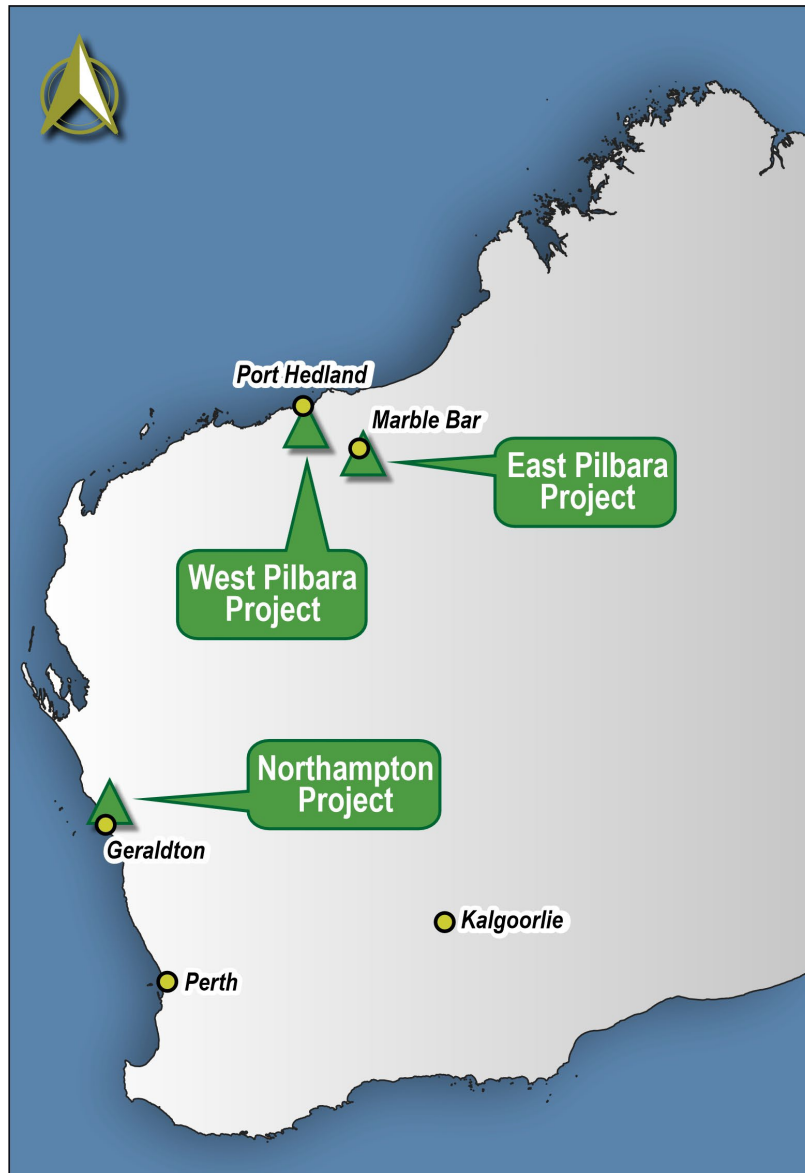 Port Hedland
Marble Bar
East Pilbara
Project
West Pilbara
Project
Northampton
Project
Geraldton
Kalgoorlie
Perth